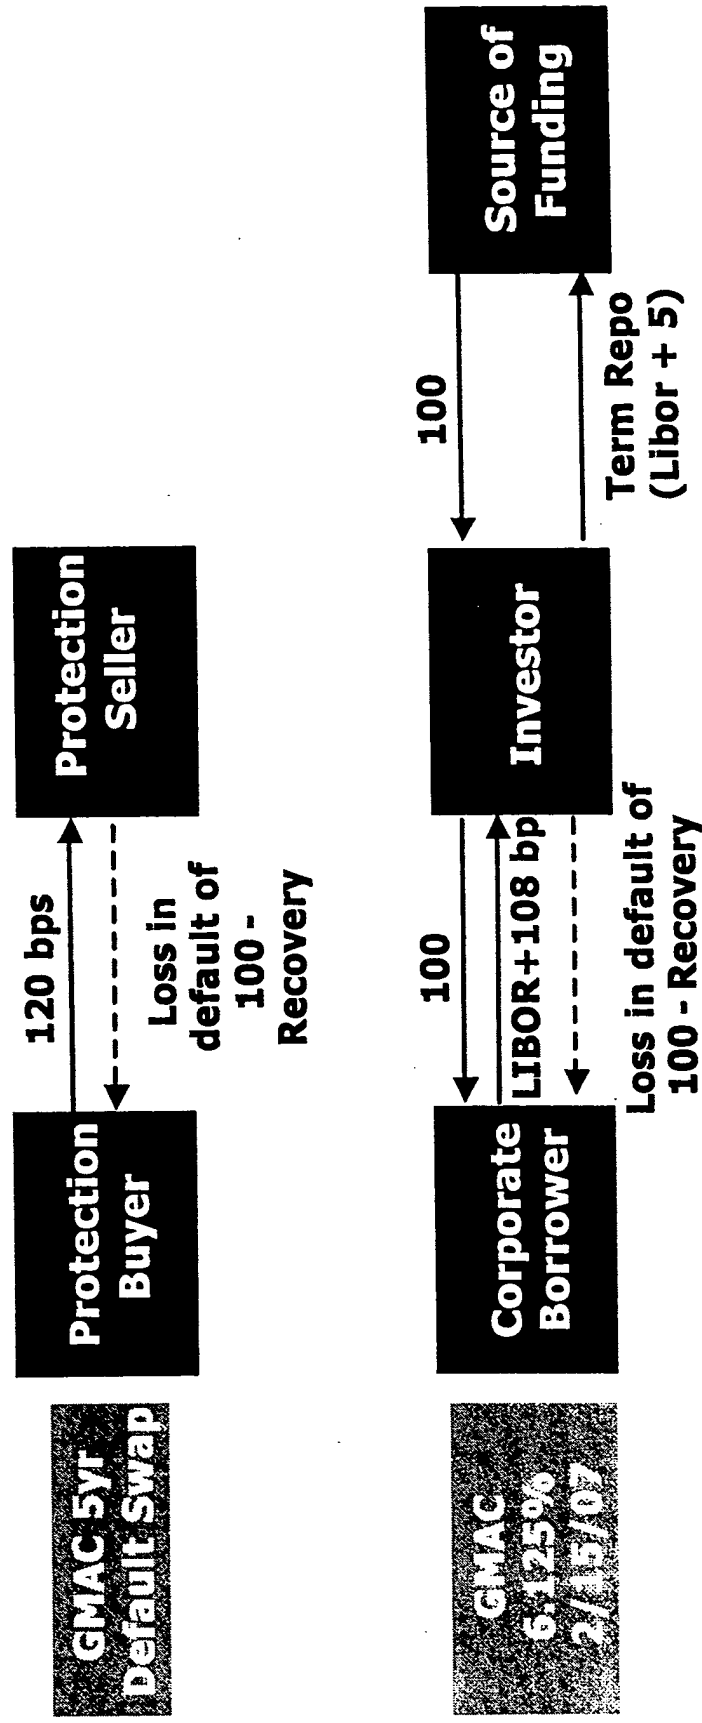 GMAC 5yr
Default Swap
Protection
Buyer
120 bps
Loss in
default of
100 -
Recovery
Protection
Seller
GMAC
6.125%
2/15/07
Corporate
Borrower
100
LIBOR+108 bp
Loss in default of
100 - Recovery
Investor
100
Term Repo
(Libor + 5)
Source of
Funding